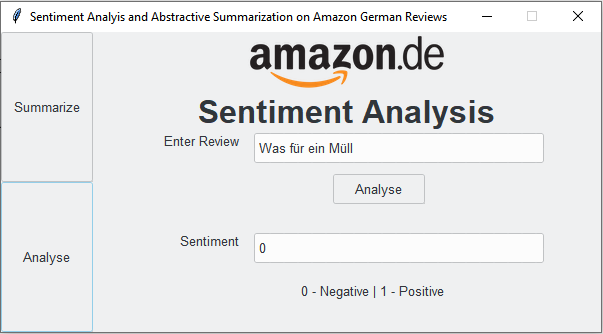 Sentiment Analyis and Abstractive Summarization on Amazon German Reviews
Summarize
Analyse
amazon.de
Sentiment Analysis
Enter Review Was für ein Müll
Analyse
Sentiment 0
0 - Negative | 1 - Positive